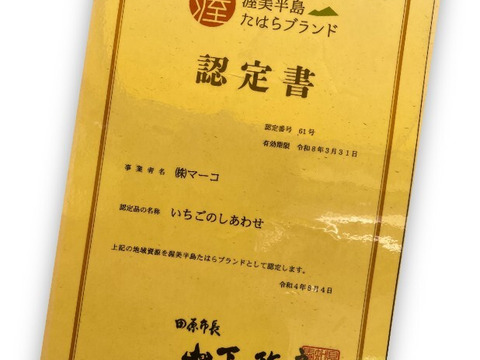 渥
渥美半島
たはらブランド
認定書
認定番号 61号
有効期限 令和8年3月31日
事業者名 ㈱マーコ
認定品の名称 いちごのしあわせ
上記の地域資源を渥美半島たはらブランドとして認定します。
令和4年8月4日
田原市長